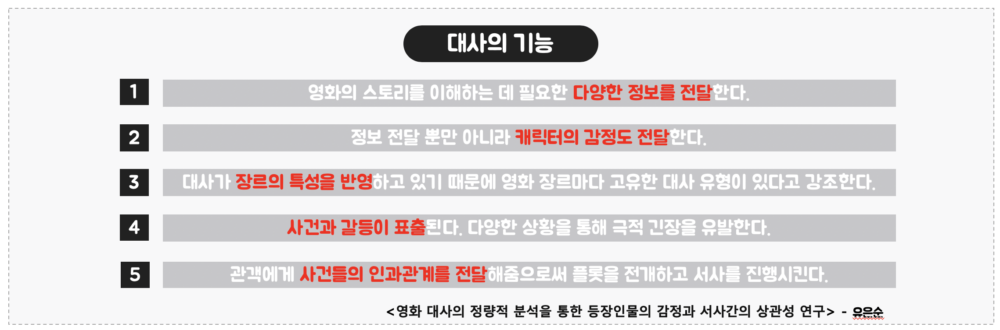 대사의 기능
1 영화의 스토리를 이해하는 데 필요한 다양한 정보를 전달한다.
2 정보 전달 뿐만 아니라 캐릭터의 감정도 전달한다.
3 대사가 장르의 특성을 반영하고 있기 때문에 영화 장르마다 고유한 대사 유형이 있다고 강조한다.
4 사건과 갈등이 표출된다. 다양한 상황을 통해 극적 긴장을 유발한다.
5 관객에게 사건들의 인과관계를 전달해줌으로써 플롯을 전개하고 서사를 진행시킨다.
<영화 대사의 정량적 분석을 통한 등장인물의 감정과 서사간의 상관성 연구> - 유은순